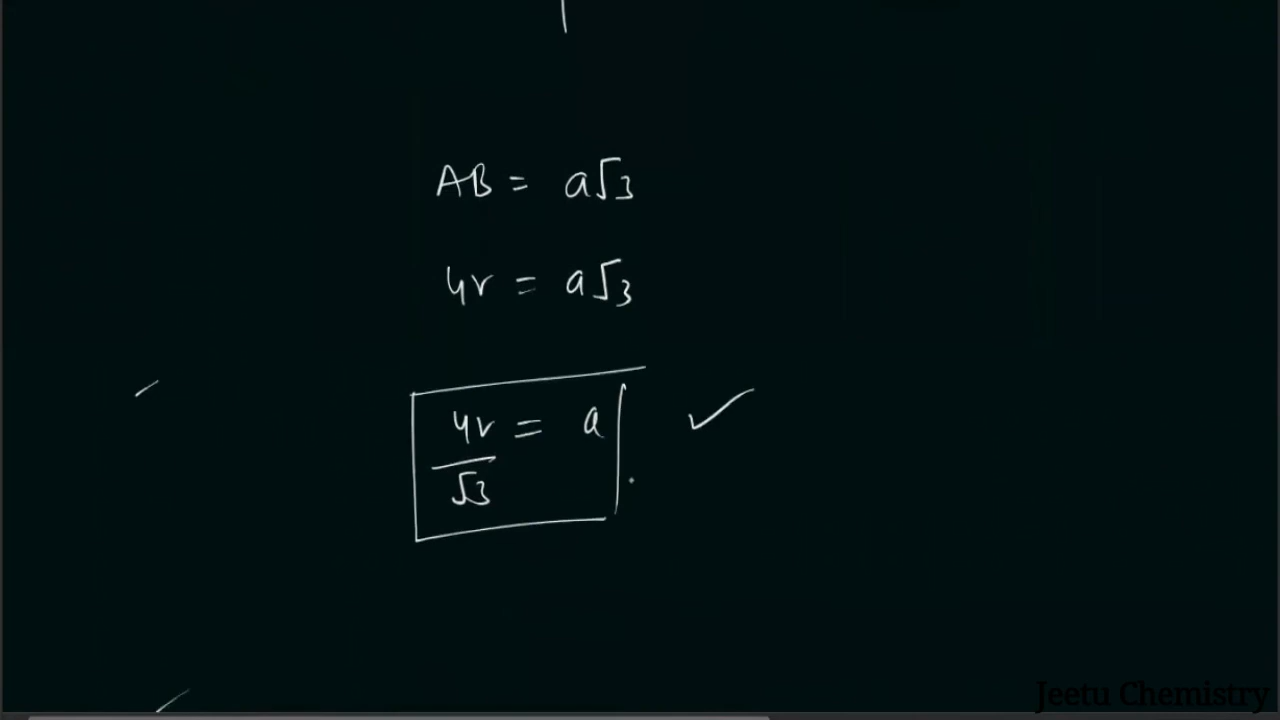 AB = a√3
4r = a√3
4r/√3 = a
Jeetu Chemistry